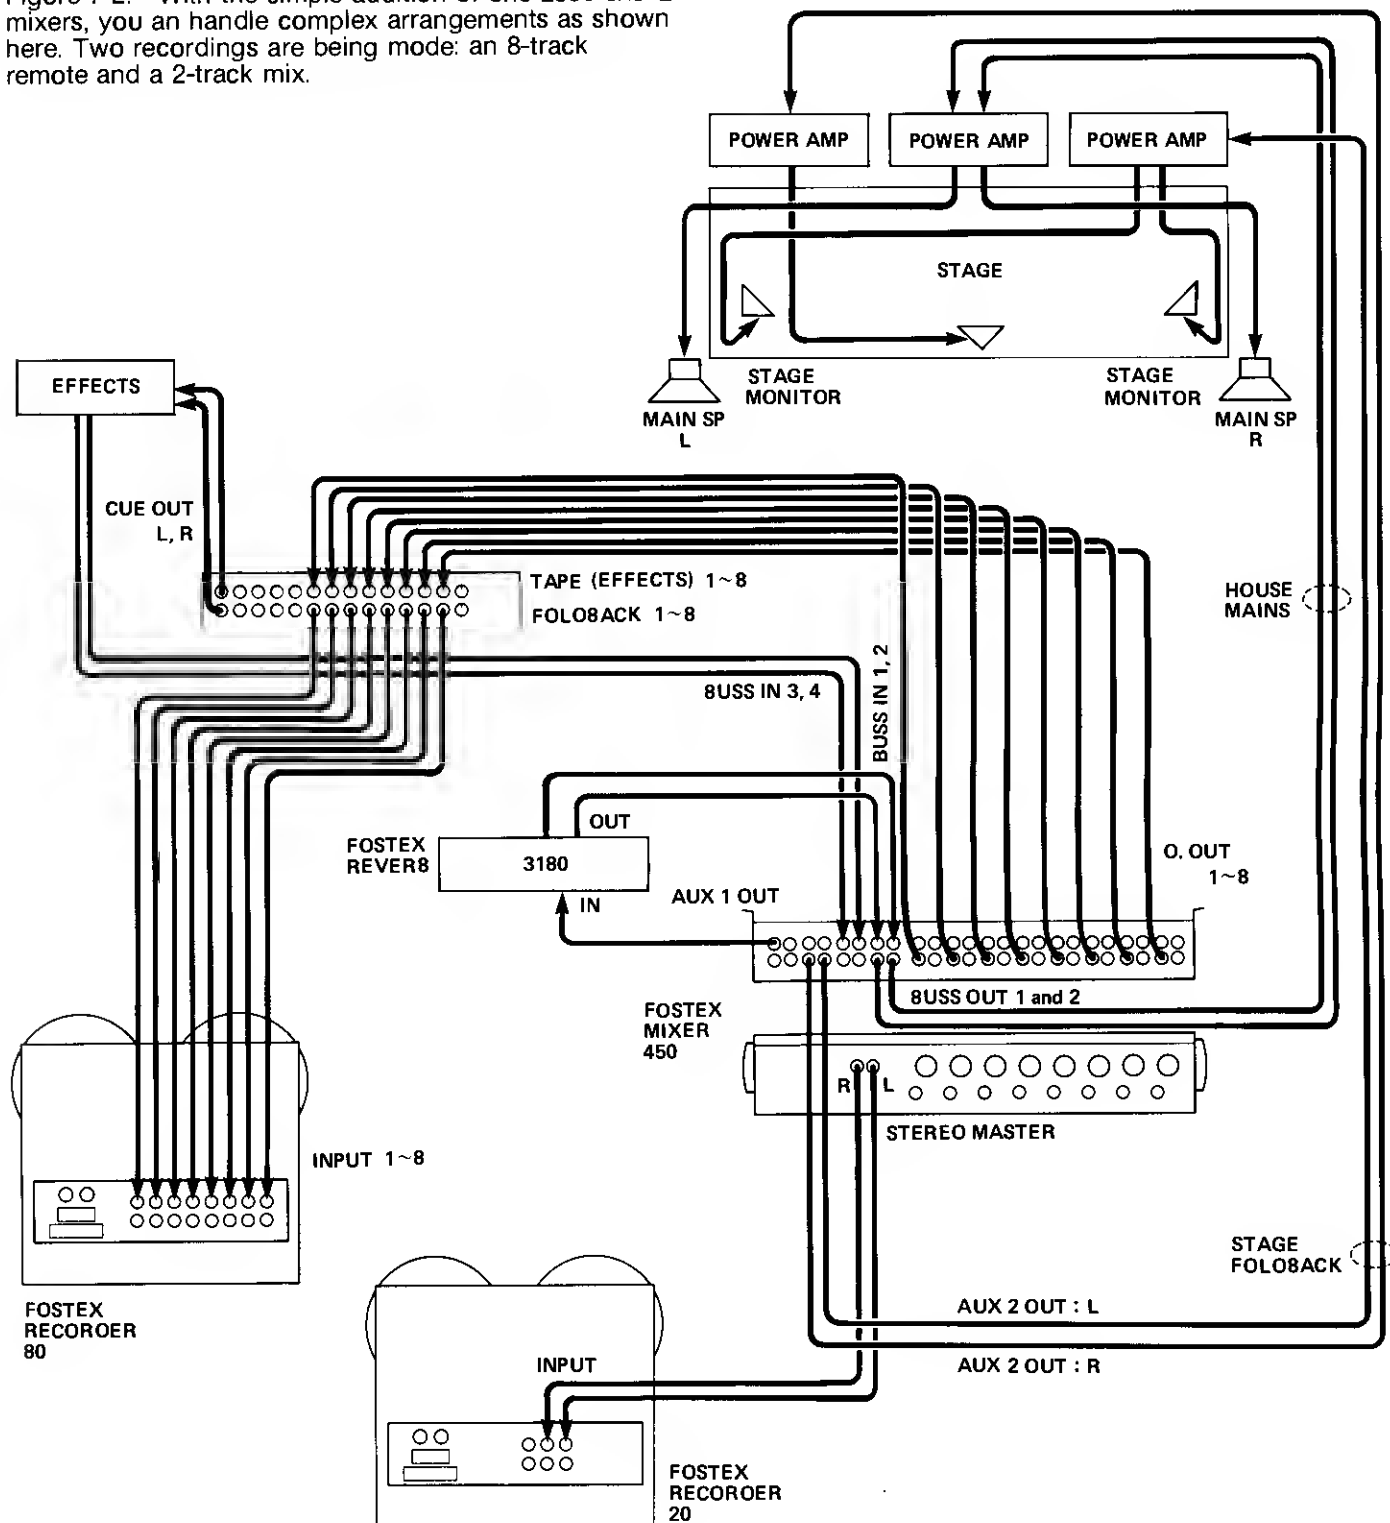 mixers, you an handle complex arrangements as shown
here. Two recordings are being mode: an 8-track
remote and a 2-track mix.
POWER AMP
POWER AMP
POWER AMP
STAGE
STAGE
MONITOR
STAGE
MONITOR
MAIN SP
L
MAIN SP
R
EFFECTS
CUE OUT
L, R
TAPE (EFFECTS) 1~8
FOLO8ACK 1~8
HOUSE
MAINS
8USS IN 3, 4
BUSS IN 1, 2
OUT
FOSTEX
REVER8
3180
IN
AUX 1 OUT
O. OUT
1~8
8USS OUT 1 and 2
FOSTEX
MIXER
450
R
L
STEREO MASTER
INPUT 1~8
STAGE
FOLO8ACK
FOSTEX
RECOROER
80
AUX 2 OUT : L
AUX 2 OUT : R
INPUT
FOSTEX
RECOROER
20